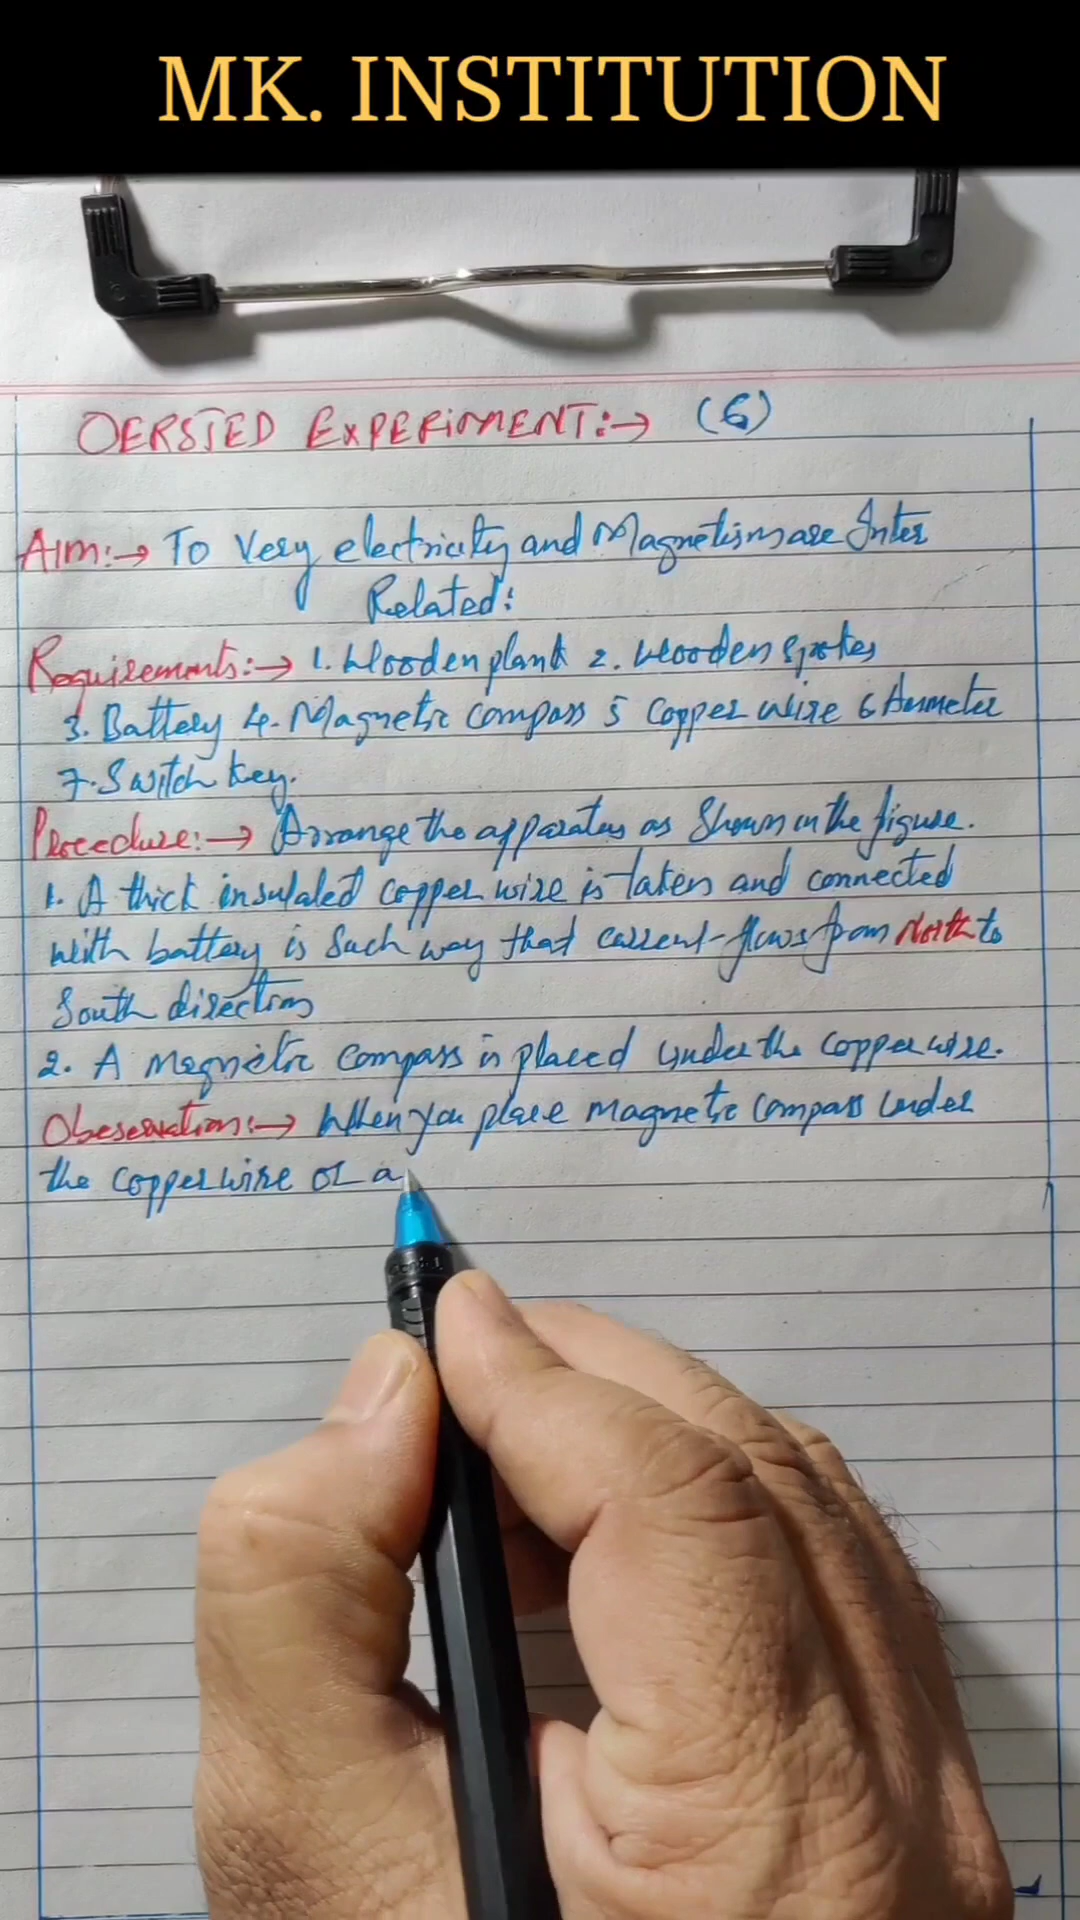 MK. INSTITUTION
OERSTED EXPERIMENT:→ (6)
AIM:→ To Very electricity and Magnetism are Inter
Related:
Requirements:→ 1. Wooden plank 2. Wooden spokes
3. Battery 4. Magnetic compass 5 Copper wire 6 Ammeter
7. Switch key.
Procedure:→ Arrange the apparatus as Shown in the figure.
1. A thick insulated copper wire is taken and connected
with battery is Such way that current flows from North to
South direction
2. A magnetic compass is placed under the copper wire.
Observation:→ When you place magnetic compass under
the copper wire or a